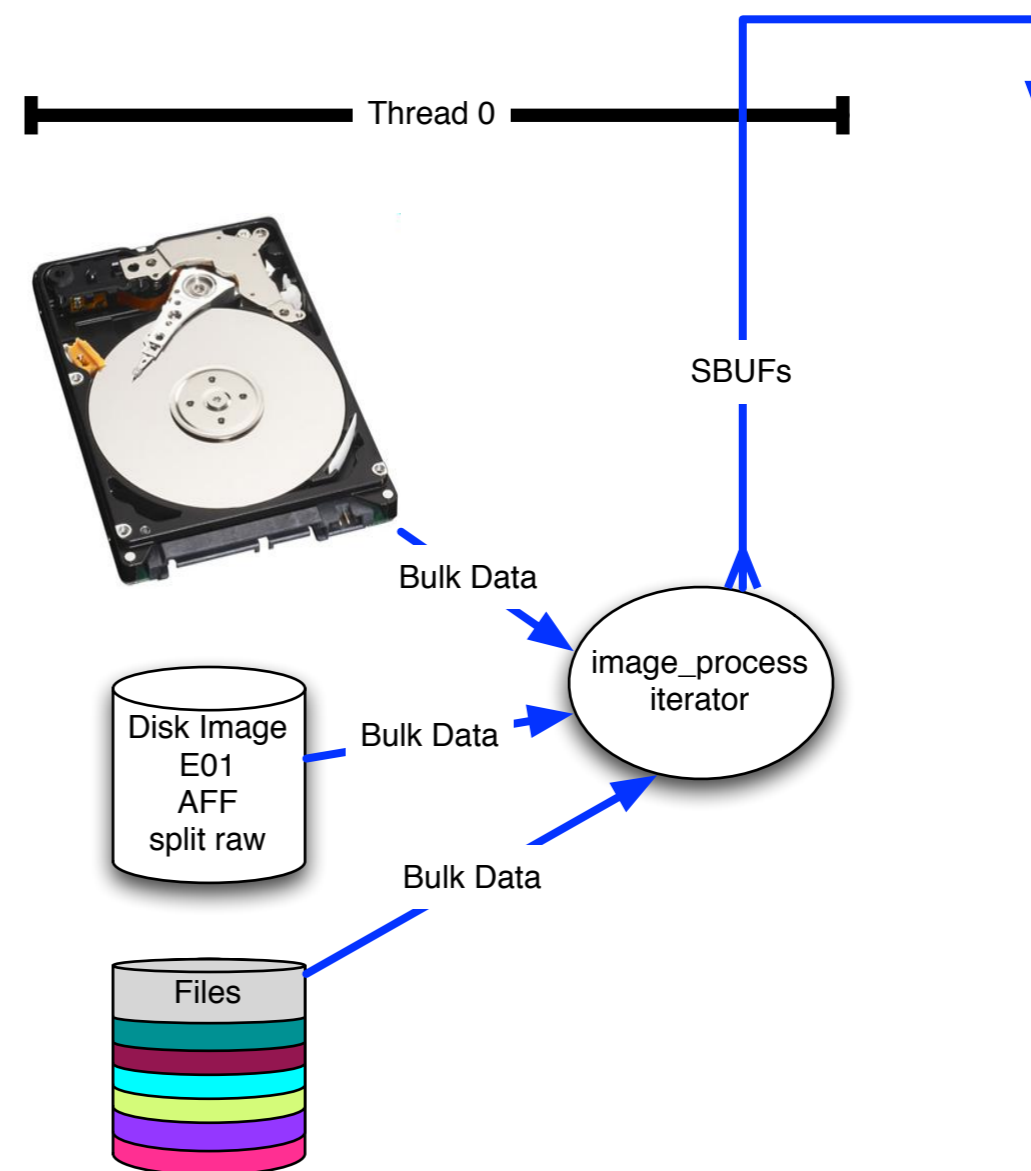 Thread 0
SBUFs
Bulk Data
image_process
iterator
Disk Image
E01
AFF
split raw
Bulk Data
Bulk Data
Files